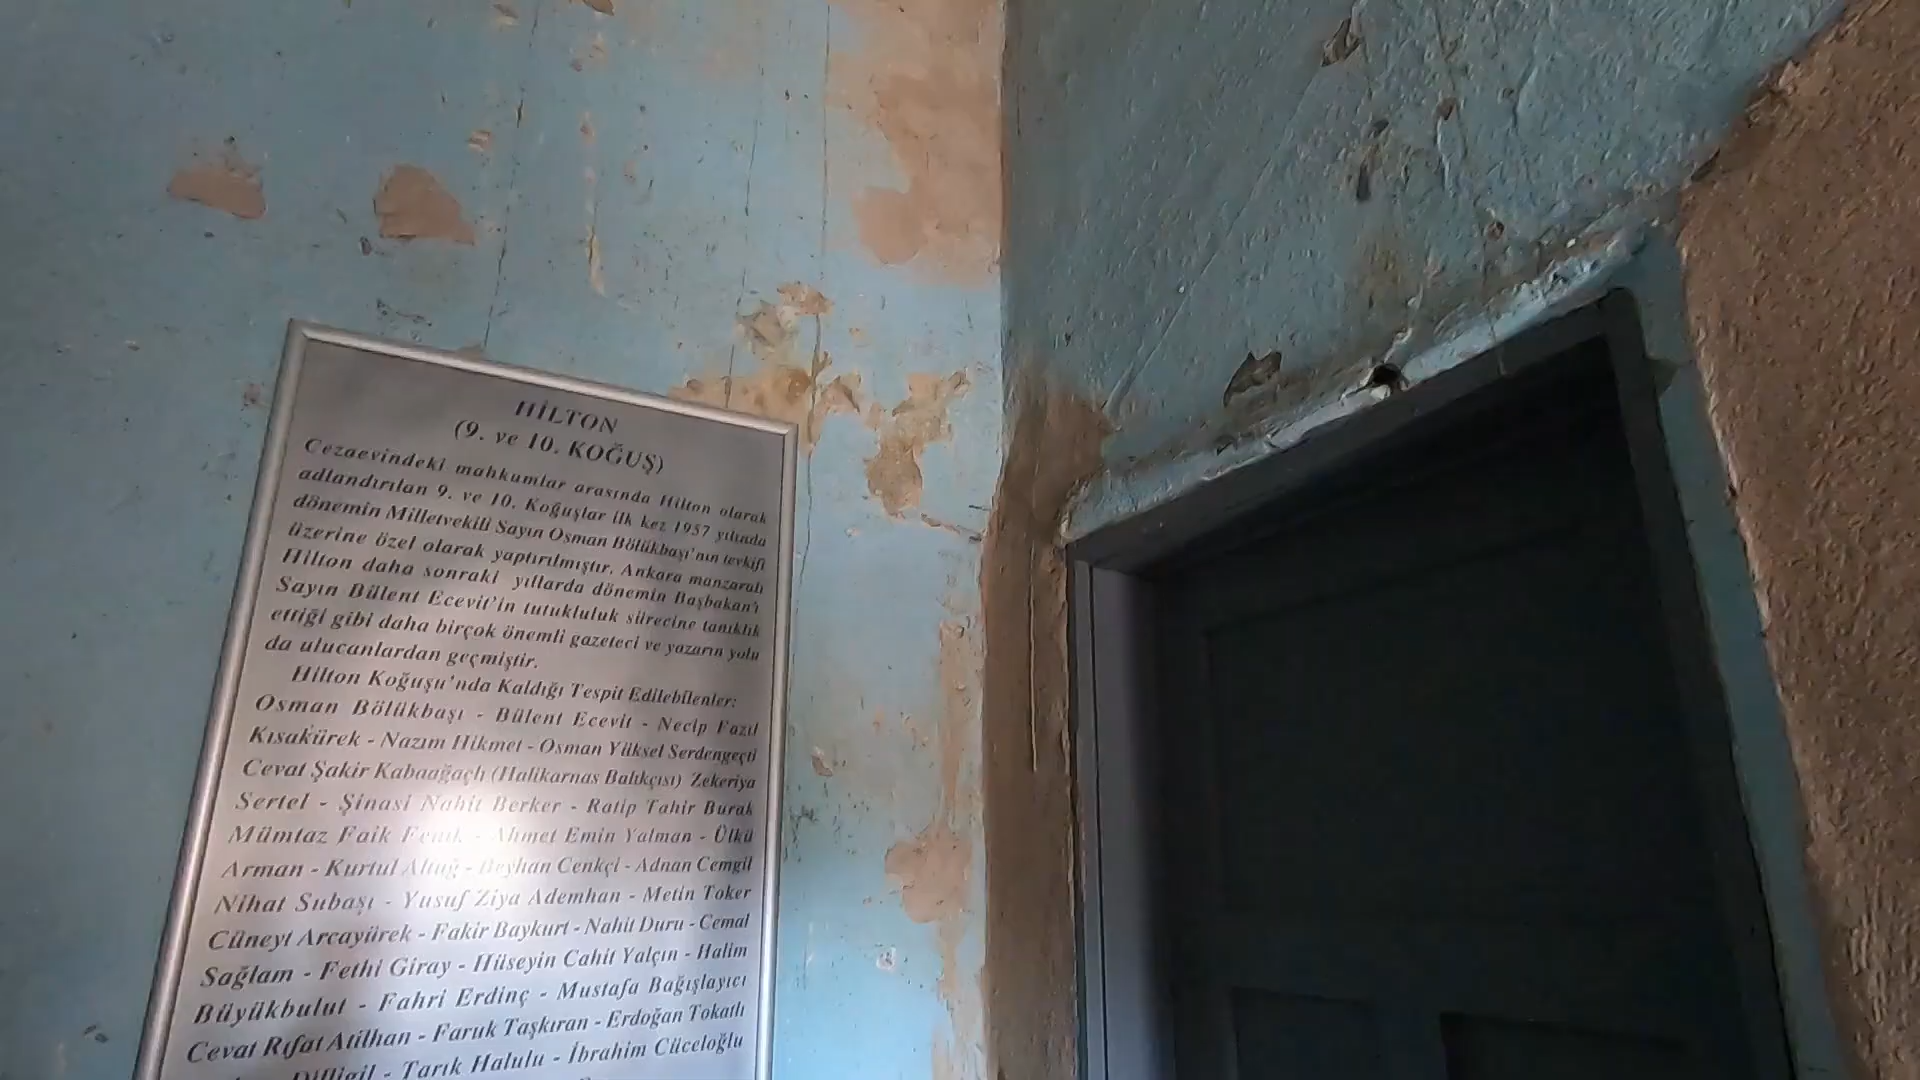 HİLTON
(9. ve 10. KOĞUŞ)
Cezaevindeki mahkumlar arasında Hilton olarak
adlandırılan 9. ve 10. Koğuşlar ilk kez 1957 yılında
dönemin Milletvekili Sayın Osman Bölükbaşı'nın tevkifi
üzerine özel olarak yaptırılmıştır. Ankara manzaralı
Hilton daha sonraki yıllarda dönemin Başbakan'ı
Sayın Bülent Ecevit'in tutukluluk sürecine tanıklık
ettiği gibi daha birçok önemli gazeteci ve yazarın yolu
da ulucanlardan geçmiştir.
Hilton Koğuşu'nda Kaldığı Tespit Edilebilenler:
Osman Bölükbaşı - Bülent Ecevit - Necip Fazıl
Kısakürek - Nazım Hikmet - Osman Yüksel Serdengeçti
Cevat Şakir Kabaağaçlı (Halikarnas Balıkçısı) Zekeriya
Sertel - Şinasi Nahit Berker - Ratip Tahir Burak
Mümtaz Faik Fenik - Ahmet Emin Yalman - Ülkü
Arman - Kurtul Altuğ - Beyhan Cenkçi - Adnan Cemgil
Nihat Subaşı - Yusuf Ziya Ademhan - Metin Toker
Cüneyt Arcayürek - Fakir Baykurt - Nahit Duru - Cemal
Sağlam - Fethi Giray - Hüseyin Cahit Yalçın - Halim
Büyükbulut - Fahri Erdinç - Mustafa Bağışlayıcı
Cevat Rıfat Atilhan - Faruk Taşkıran - Erdoğan Tokatlı
- Tarık Halulu - İbrahim Cüceloğlu